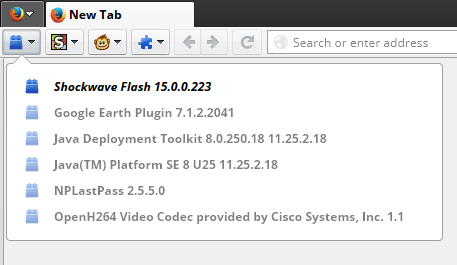 New Tab
S
Search or enter address
Shockwave Flash 15.0.0.223
Google Earth Plugin 7.1.2.2041
Java Deployment Toolkit 8.0.250.18 11.25.2.18
Java(TM) Platform SE 8 U25 11.25.2.18
NPLastPass 2.5.5.0
OpenH264 Video Codec provided by Cisco Systems, Inc. 1.1